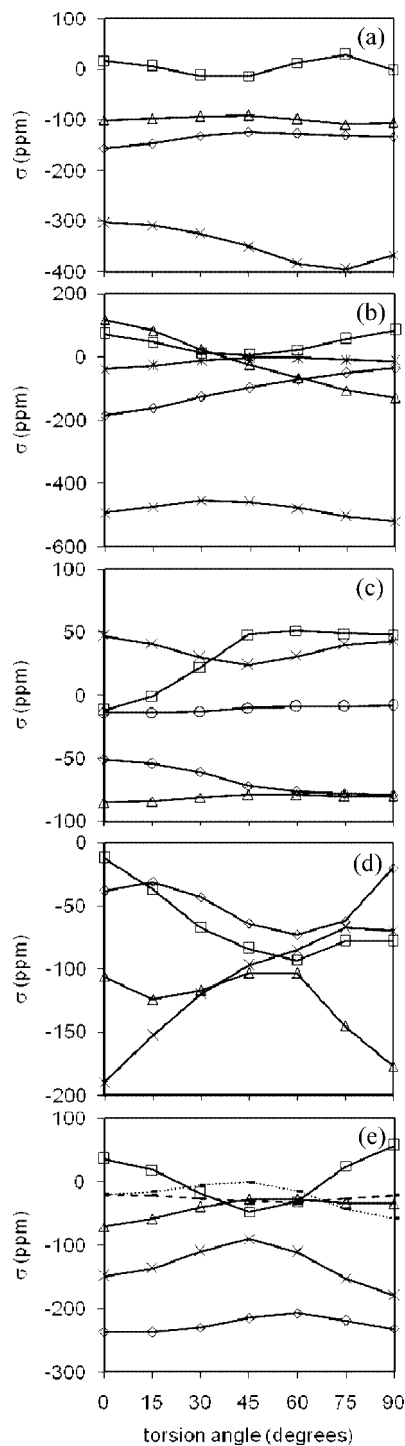 100
(a)
0
-100
σ (ppm)
-200
-300
-400
200
(b)
0
σ (ppm)
-200
-400
-600
100
(c)
50
σ (ppm)
0
-50
-100
0
(d)
-50
σ (ppm)
-100
-150
-200
100
(e)
0
σ (ppm)
-100
-200
-300
0 15 30 45 60 75 90
torsion angle (degrees)